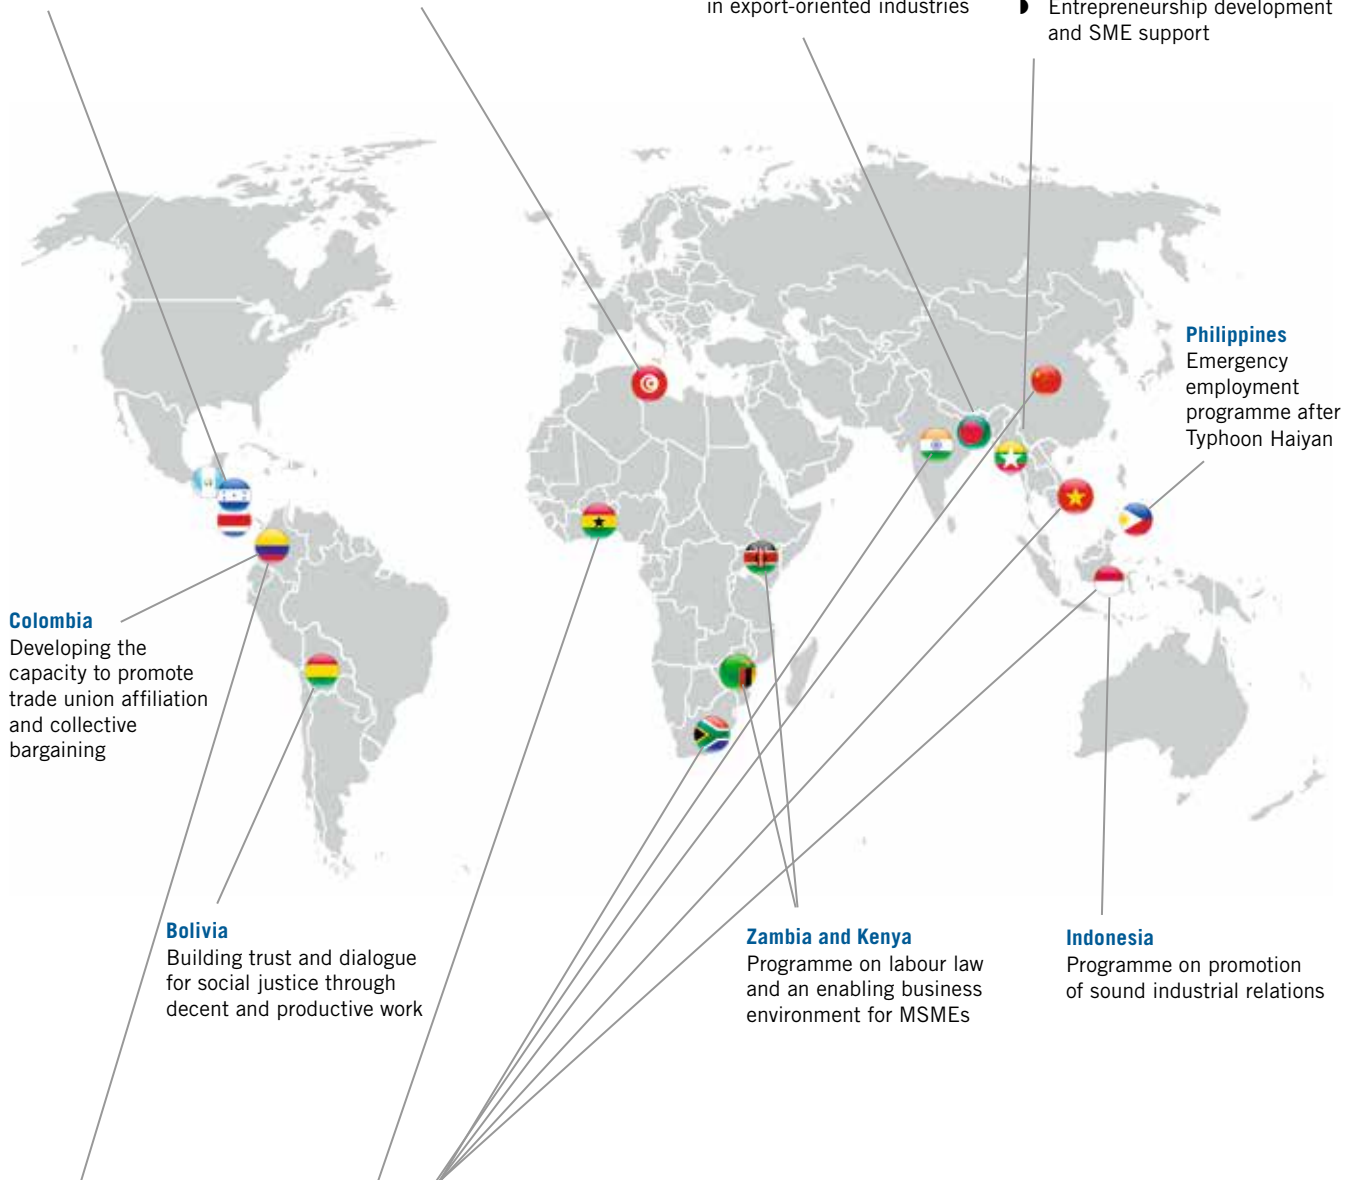 in export-oriented industries
Entrepreneurship development
and SME support
Philippines
Emergency
employment
programme after
Typhoon Haiyan
Colombia
Developing the
capacity to promote
trade union affiliation
and collective
bargaining
Bolivia
Building trust and dialogue
for social justice through
decent and productive work
Zambia and Kenya
Programme on labour law
and an enabling business
environment for MSMEs
Indonesia
Programme on promotion
of sound industrial relations